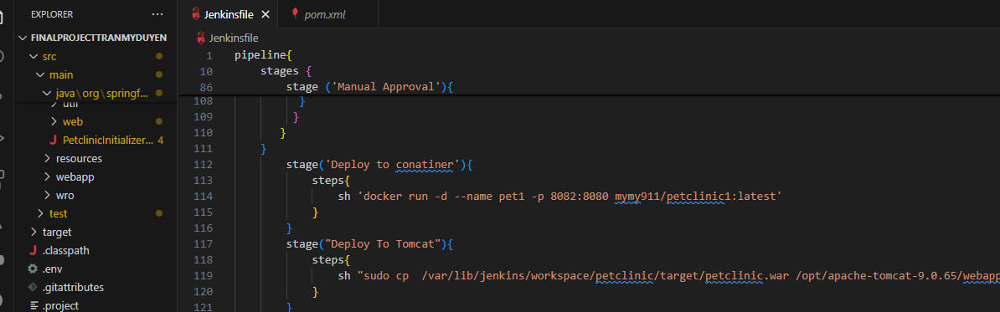 EXPLORER
FINALPROJECTTRANMYDUYEN
src
main
java\org\springf...
util
web
PetclinicInitializer... 4
resources
webapp
wro
test
target
.classpath
.env
.gitattributes
.project
Jenkinsfile
pom.xml
Jenkinsfile
1 pipeline{
10 stages {
86 stage ('Manual Approval'){
108 }
109 }
110 }
111 }
112 stage('Deploy to conatiner'){
113 steps{
114 sh 'docker run -d --name pet1 -p 8082:8080 mymy911/petclinic1:latest'
115 }
116 }
117 stage("Deploy To Tomcat"){
118 steps{
119 sh "sudo cp  /var/lib/jenkins/workspace/petclinic/target/petclinic.war /opt/apache-tomcat-9.0.65/webapp
120 }
121 }